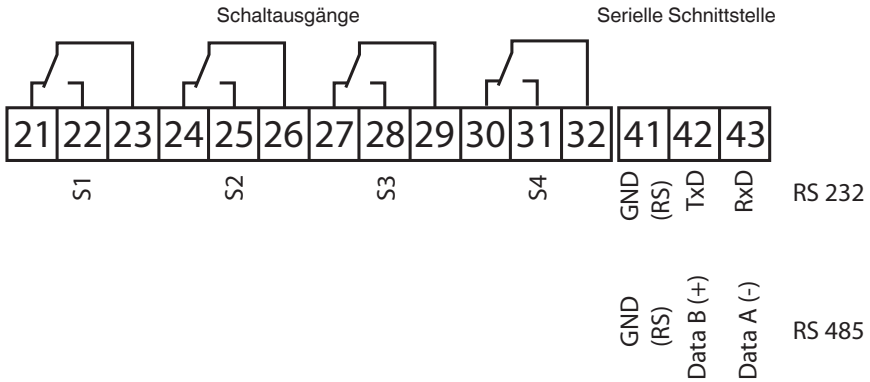 Schaltausgänge Serielle Schnittstelle
21 22 23 24 25 26 27 28 29 30 31 32 41 42 43
S1 S2 S3 S4 GND (RS) TxD RxD RS 232
GND (RS) Data B (+) Data A (-) RS 485